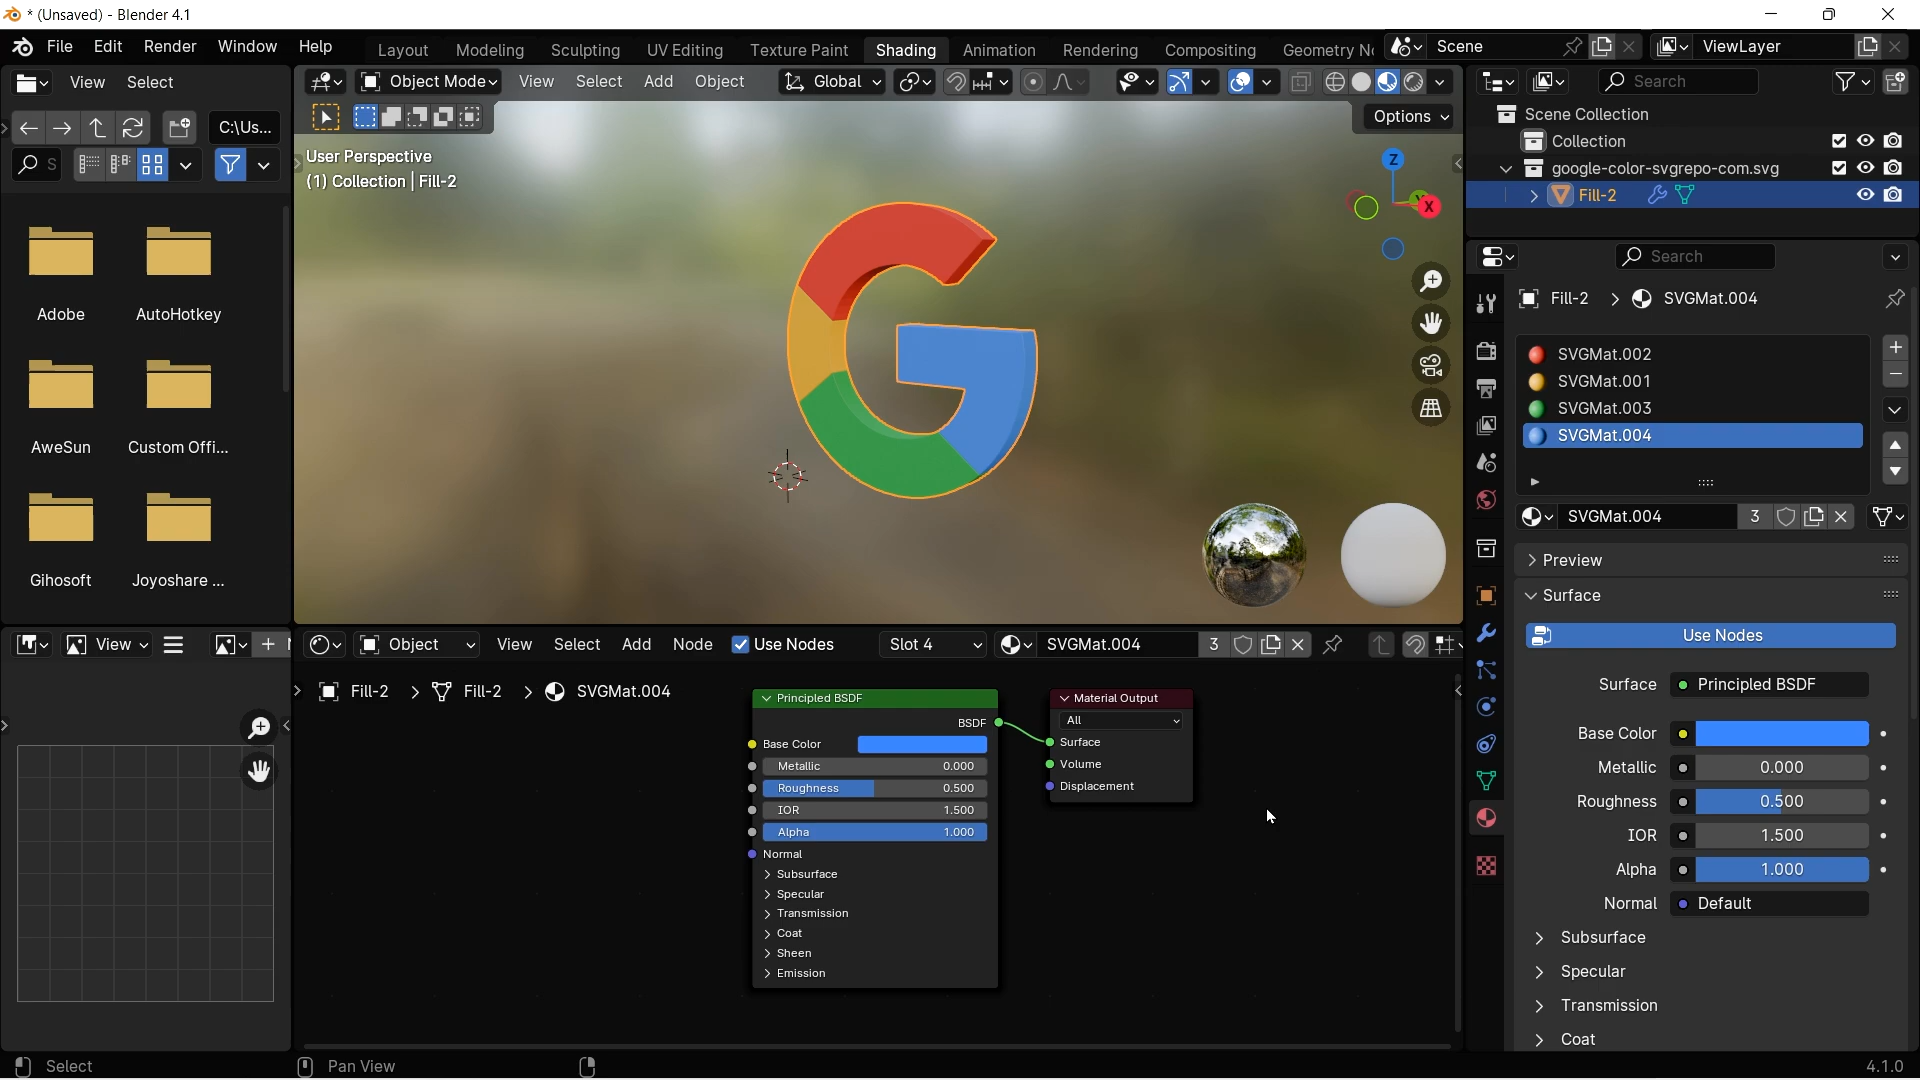 * (Unsaved) - Blender 4.1
File Edit Render Window Help
Layout Modeling Sculpting UV Editing Texture Paint Shading Animation Rendering Compositing Geometry No
Scene
ViewLayer
View Select
C:\Us...
S
Adobe
AutoHotkey
AweSun
Custom Offi...
Gihosoft
Joyoshare ...
Object Mode View Select Add Object
Global
Options
User Perspective
(1) Collection | Fill-2
Z
X
Search
Scene Collection
Collection
google-color-svgrepo-com.svg
Fill-2
Search
Fill-2 > SVGMat.004
SVGMat.002
SVGMat.001
SVGMat.003
SVGMat.004
SVGMat.004 3
Preview
Surface
Use Nodes
Surface Principled BSDF
Base Color
Metallic 0.000
Roughness 0.500
IOR 1.500
Alpha 1.000
Normal Default
Subsurface
Specular
Transmission
Coat
View
Object View Select Add Node Use Nodes Slot 4 SVGMat.004 3
Fill-2 > Fill-2 > SVGMat.004
Principled BSDF
BSDF
Base Color
Metallic 0.000
Roughness 0.500
IOR 1.500
Alpha 1.000
Normal
Subsurface
Specular
Transmission
Coat
Sheen
Emission
Material Output
All
Surface
Volume
Displacement
Select
Pan View
4.1.0